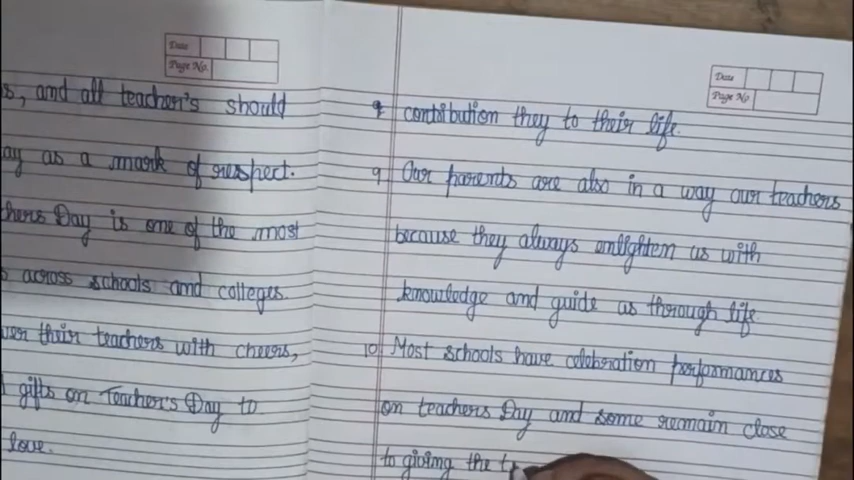 Date
Page No.
s, and all teacher's should
ay as a mark of respect.
chers Day is one of the most
s across schools and colleges.
wer their teachers with cheers,
gifts on Teacher's Day to
love.
Date
Page No
contribution they to their life.
9 Our parents are also in a way our teachers
because they always enlighten us with
knowledge and guide us through life.
10. Most schools have celebration performances
on teachers Day and some remain close
to giving the t